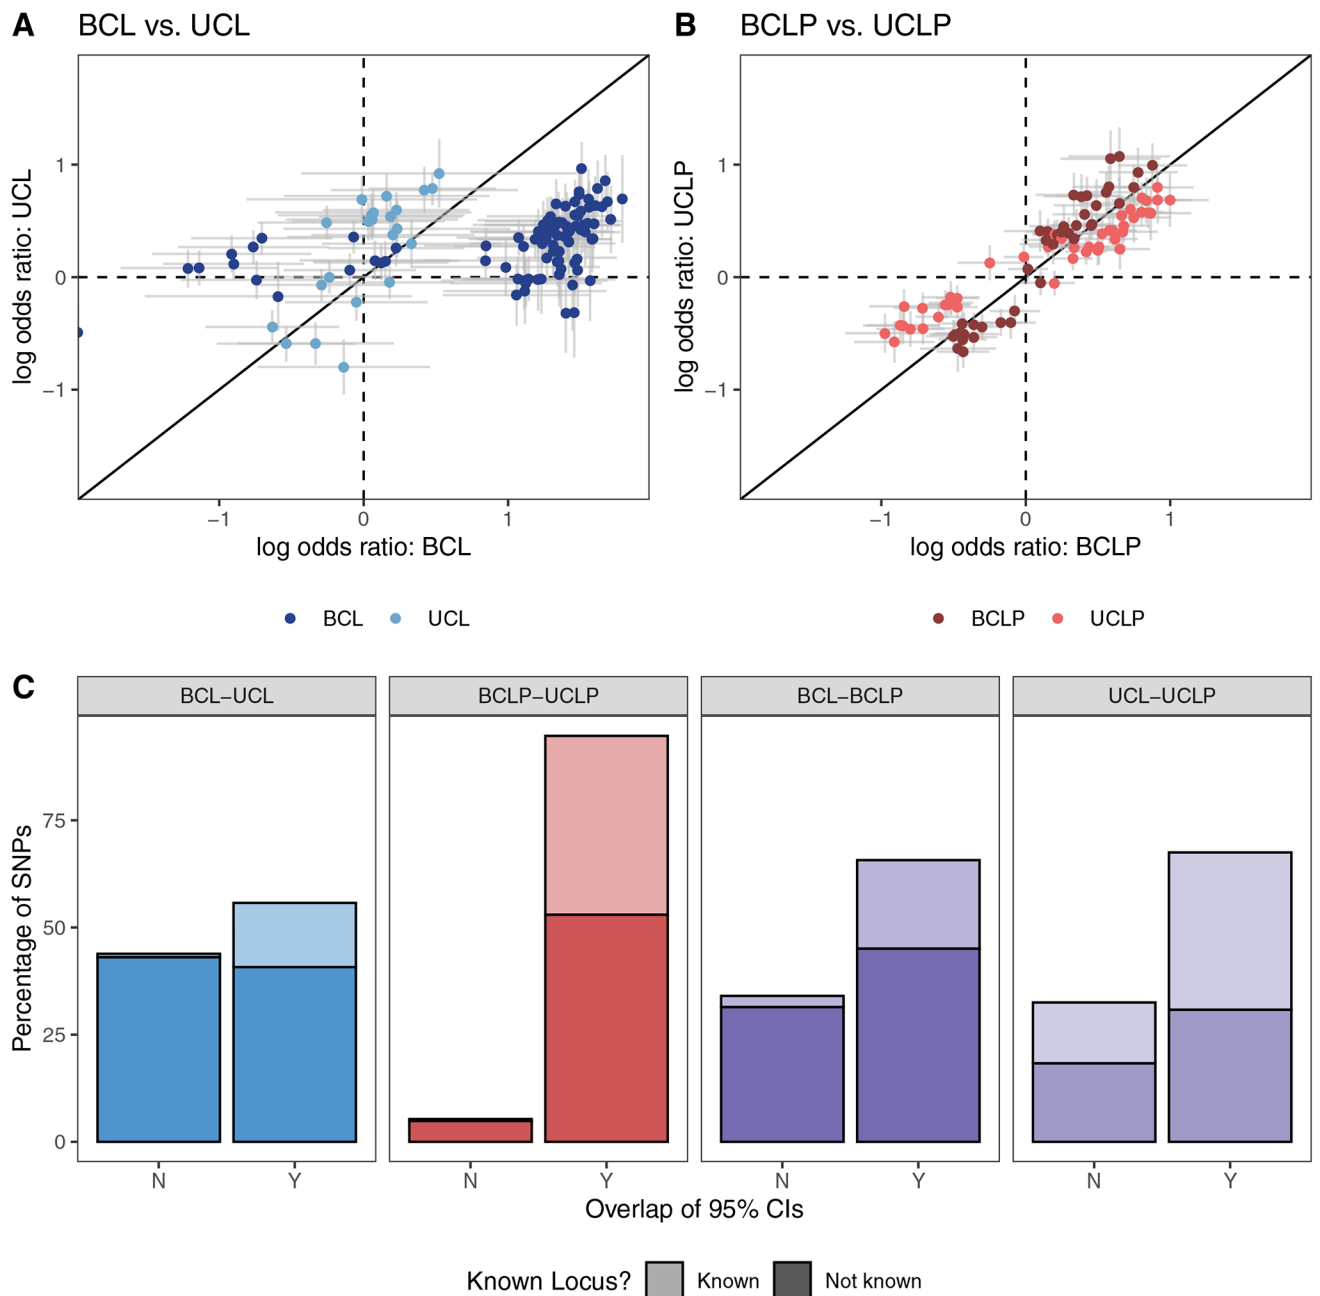 A BCL vs. UCL
B BCLP vs. UCLP
log odds ratio: UCL
1
0
−1
−1 0 1
log odds ratio: BCL
log odds ratio: UCLP
1
0
−1
−1 0 1
log odds ratio: BCLP
BCL UCL
BCLP UCLP
C
BCL−UCL BCLP−UCLP BCL−BCLP UCL−UCLP
Percentage of SNPs
75
50
25
0
N Y N Y N Y N Y
Overlap of 95% CIs
Known Locus? Known Not known